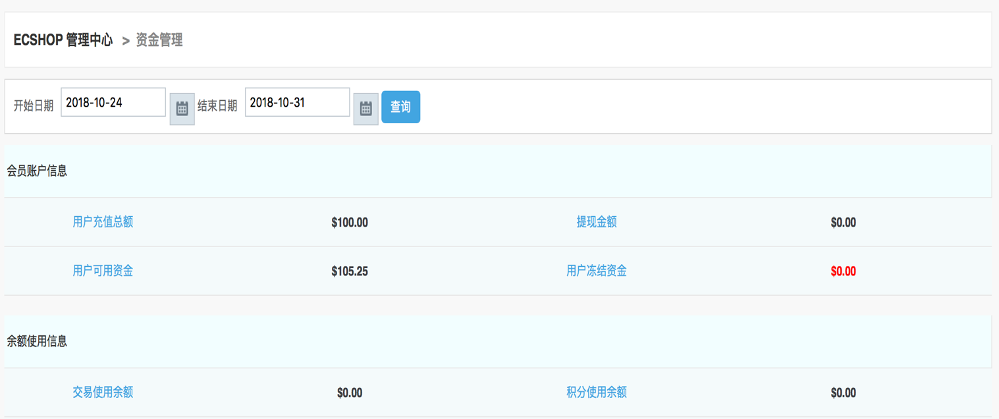 ECSHOP 管理中心 > 资金管理
开始日期 2018-10-24 结束日期 2018-10-31 查询
会员账户信息
用户充值总额 $100.00 提现金额 $0.00
用户可用资金 $105.25 用户冻结资金 $0.00
余额使用信息
交易使用余额 $0.00 积分使用余额 $0.00